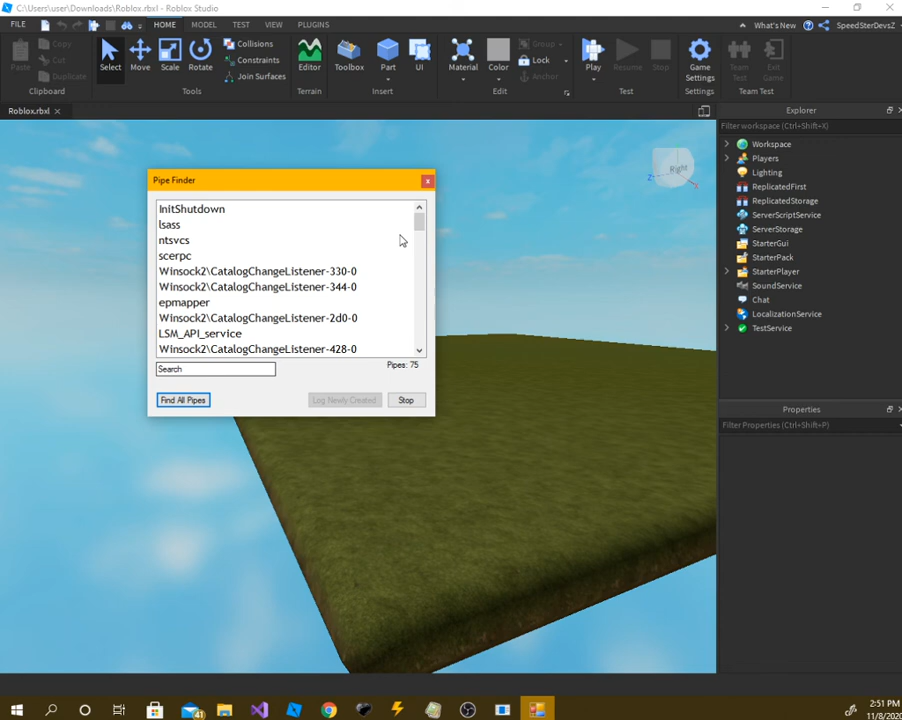 C:\Users\user\Downloads\Roblox.rbxl - Roblox Studio
FILE HOME MODEL TEST VIEW PLUGINS
What's New SpeedSterDevsZ
Paste Copy Cut Duplicate
Select Move Scale Rotate
Collisions
Constraints
Join Surfaces
Editor Toolbox Part UI
Material Color
Group
Lock
Anchor
Play Resume Stop
Game Settings
Team Test
Exit Game
Clipboard Tools Terrain Insert Edit Test Settings Team Test
Roblox.rbxl
Right
Z
Pipe Finder
InitShutdown
lsass
ntsvcs
scerpc
Winsock2\CatalogChangeListener-330-0
Winsock2\CatalogChangeListener-344-0
epmapper
Winsock2\CatalogChangeListener-2d0-0
LSM_API_service
Winsock2\CatalogChangeListener-428-0
Search
Pipes: 75
Find All Pipes Log Newly Created Stop
Explorer
Filter workspace (Ctrl+Shift+X)
Workspace
Players
Lighting
ReplicatedFirst
ReplicatedStorage
ServerScriptService
ServerStorage
StarterGui
StarterPack
StarterPlayer
SoundService
Chat
LocalizationService
TestService
Properties
Filter Properties (Ctrl+Shift+P)
41
2:51 PM